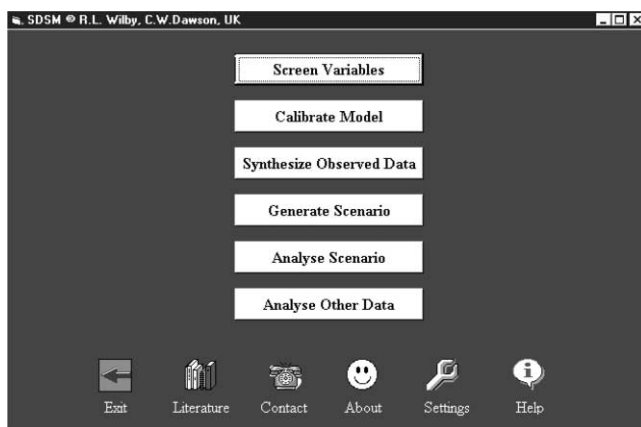 SDSM © R.L. Wilby, C.W.Dawson, UK
Screen Variables
Calibrate Model
Synthesize Observed Data
Generate Scenario
Analyse Scenario
Analyse Other Data
Exit Literature Contact About Settings Help